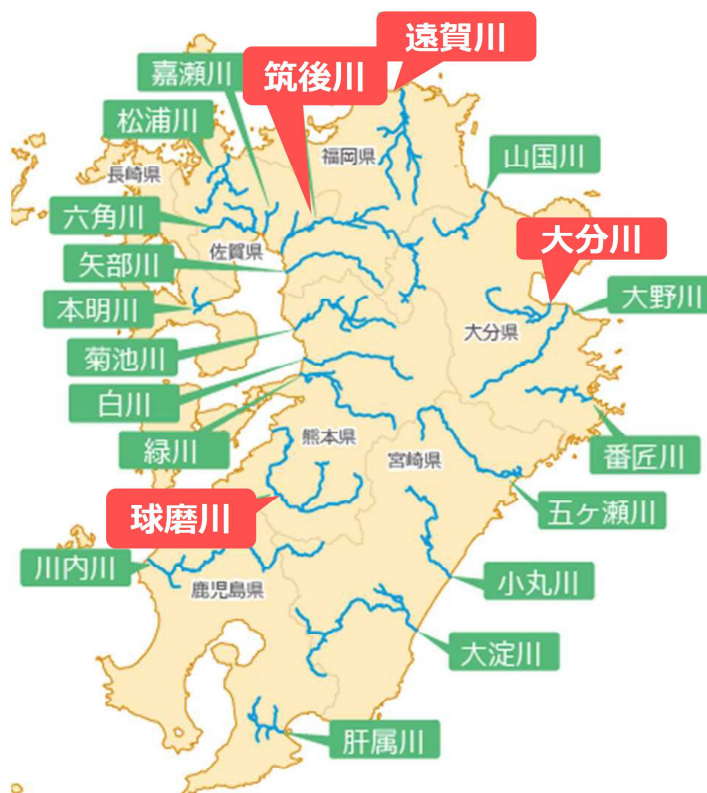 遠賀川
嘉瀬川
筑後川
松浦川
福岡県
山国川
長崎県
六角川
佐賀県
大分川
矢部川
大野川
本明川
大分県
菊池川
白川
緑川
熊本県
宮崎県
番匠川
球磨川
五ヶ瀬川
川内川
鹿児島県
小丸川
大淀川
肝属川